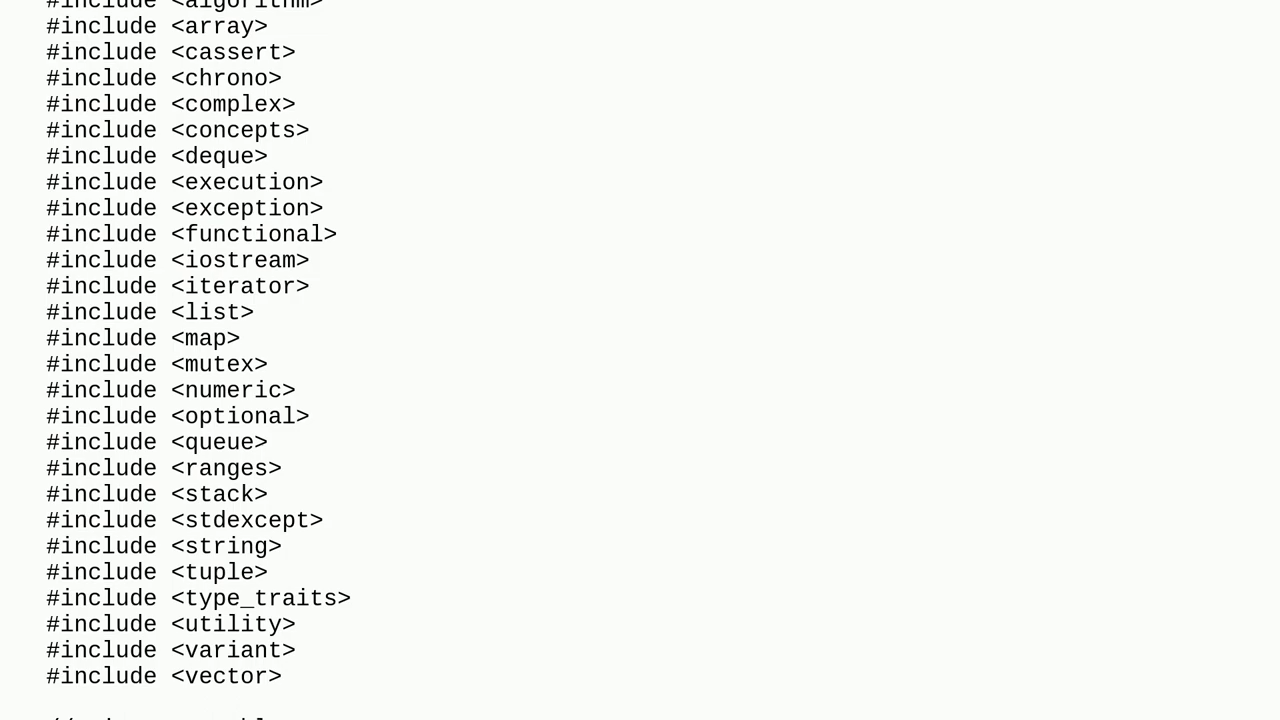 #include <algorithm>
#include <array>
#include <cassert>
#include <chrono>
#include <complex>
#include <concepts>
#include <deque>
#include <execution>
#include <exception>
#include <functional>
#include <iostream>
#include <iterator>
#include <list>
#include <map>
#include <mutex>
#include <numeric>
#include <optional>
#include <queue>
#include <ranges>
#include <stack>
#include <stdexcept>
#include <string>
#include <tuple>
#include <type_traits>
#include <utility>
#include <variant>
#include <vector>